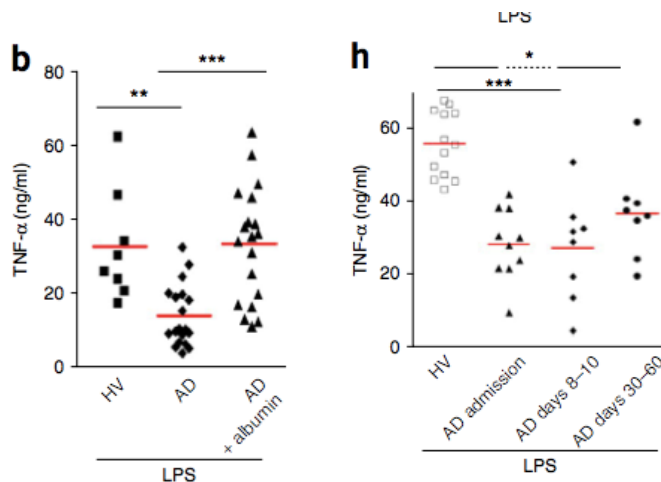 LPS
b
***
**
80
60
40
20
0
TNF-α (ng/ml)
HV
AD
AD
+ albumin
LPS
h
*
***
60
40
20
0
TNF-α (ng/ml)
HV
AD admission
AD days 8–10
AD days 30–60
LPS